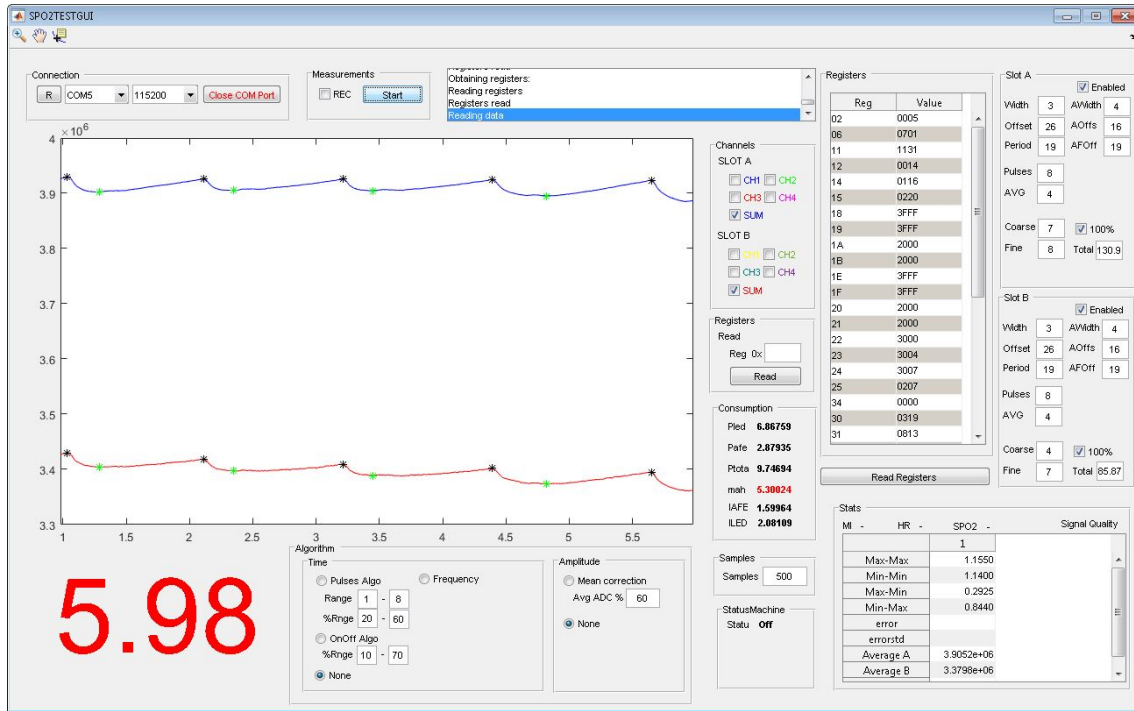 SPO2TESTGUI
Connection
R COM5 115200 Close COM Port
Measurements
REC Start
Obtaining registers:
Reading registers
Registers read
Reading data
× 10^6
4
3.9
3.8
3.7
3.6
3.5
3.4
3.3
1 1.5 2 2.5 3 3.5 4 4.5 5 5.5
Channels
SLOT A
CH1 CH2
CH3 CH4
SUM
SLOT B
CH1 CH2
CH3 CH4
SUM
Registers
Read
Reg 0x
Read
Consumption
Pled 6.86759
Pafe 2.87935
Ptota 9.74694
mah 5.30024
IAFE 1.59964
ILED 2.08109
Samples
Samples 500
StatusMachine
Statu Off
Registers
Reg Value
02 0005
06 0701
11 1131
12 0014
14 0116
15 0220
18 3FFF
19 3FFF
1A 2000
1B 2000
1E 3FFF
1F 3FFF
20 2000
21 2000
22 3000
23 3004
24 3007
25 0207
34 0000
30 0319
31 0813
Read Registers
Slot A
Enabled
Width 3 AWidth 4
Offset 26 AOffs 16
Period 19 AFOff 19
Pulses 8
AVG 4
Coarse 7 100%
Fine 8 Total 130.9
Slot B
Enabled
Width 3 AWidth 4
Offset 26 AOffs 16
Period 19 AFOff 19
Pulses 8
AVG 4
Coarse 4 100%
Fine 7 Total 85.87
5.98
Algorithm
Time
Pulses Algo Frequency
Range 1 - 8
%Rnge 20 - 60
OnOff Algo
%Rnge 10 - 70
None
Amplitude
Mean correction
Avg ADC % 60
None
Stats
MI - HR - SPO2 - Signal Quality
1
Max-Max 1.1550
Min-Min 1.1400
Max-Min 0.2925
Min-Max 0.8440
error
errorstd
Average A 3.9052e+06
Average B 3.3798e+06